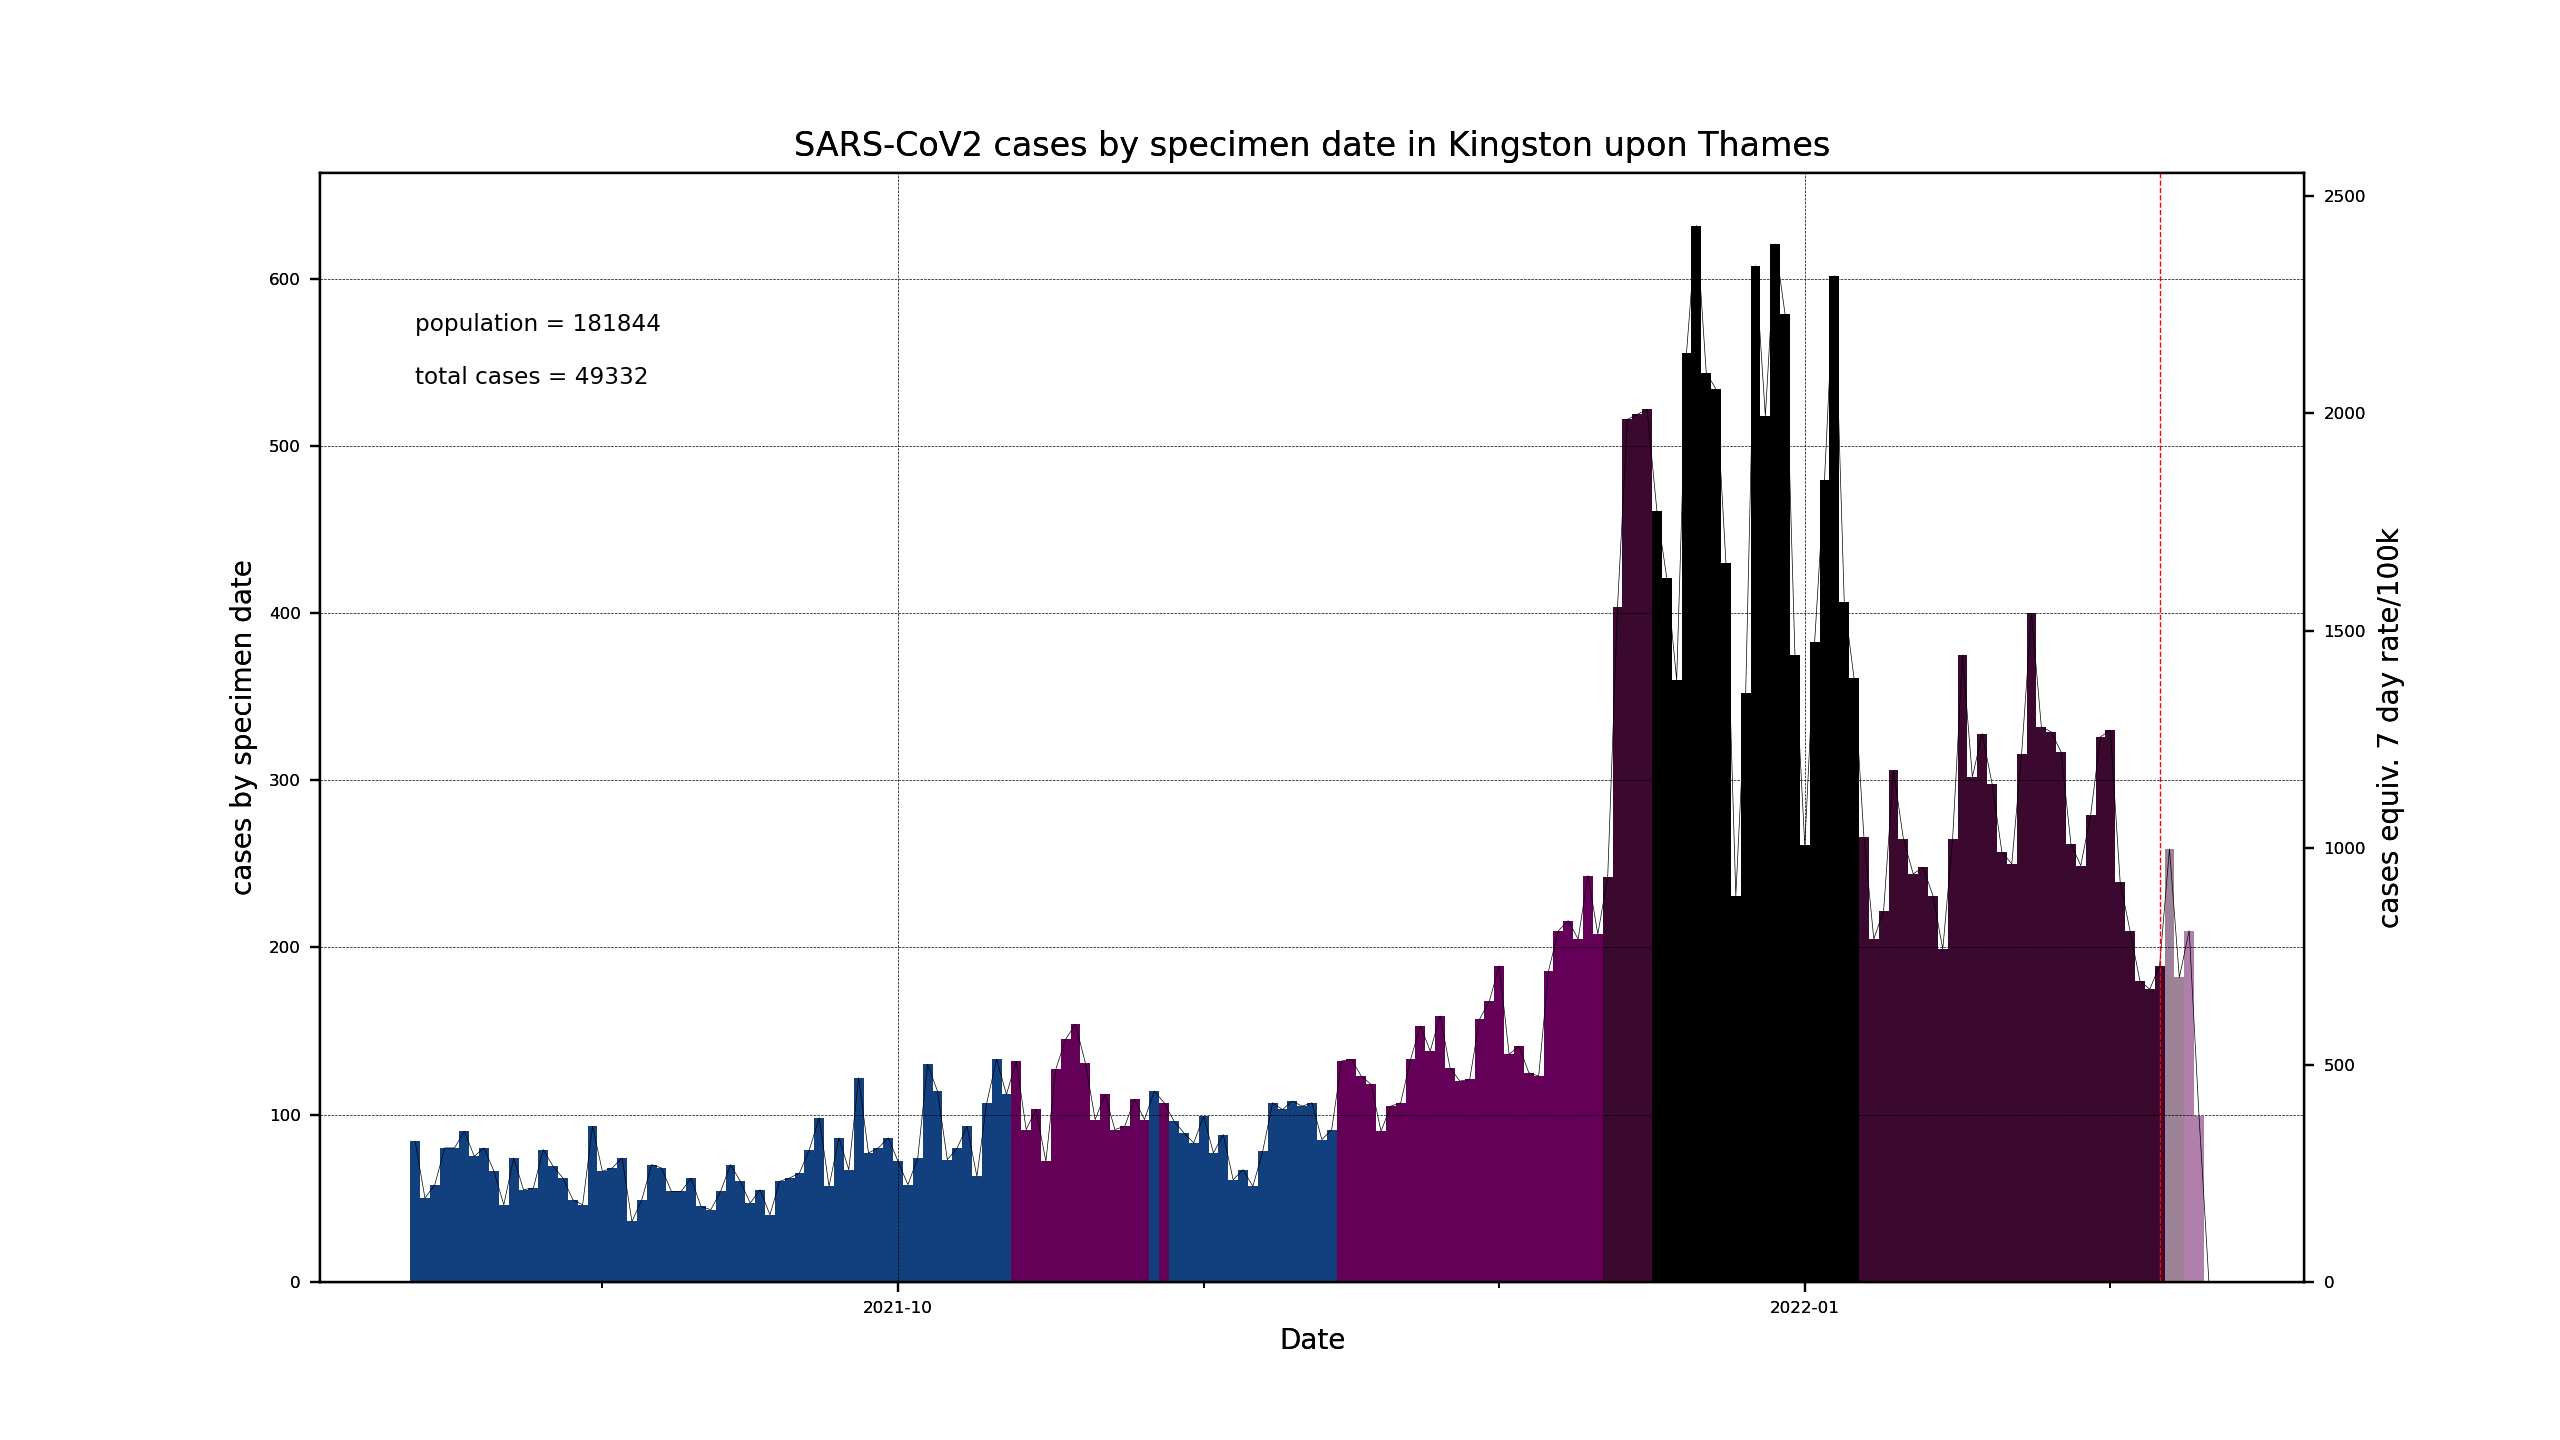 SARS-CoV2 cases by specimen date in Kingston upon Thames
population = 181844
total cases = 49332
cases by specimen date
600
500
400
300
200
100
0
2500
2000
1500
1000
500
0
cases equiv. 7 day rate/100k
2021-10
2022-01
Date